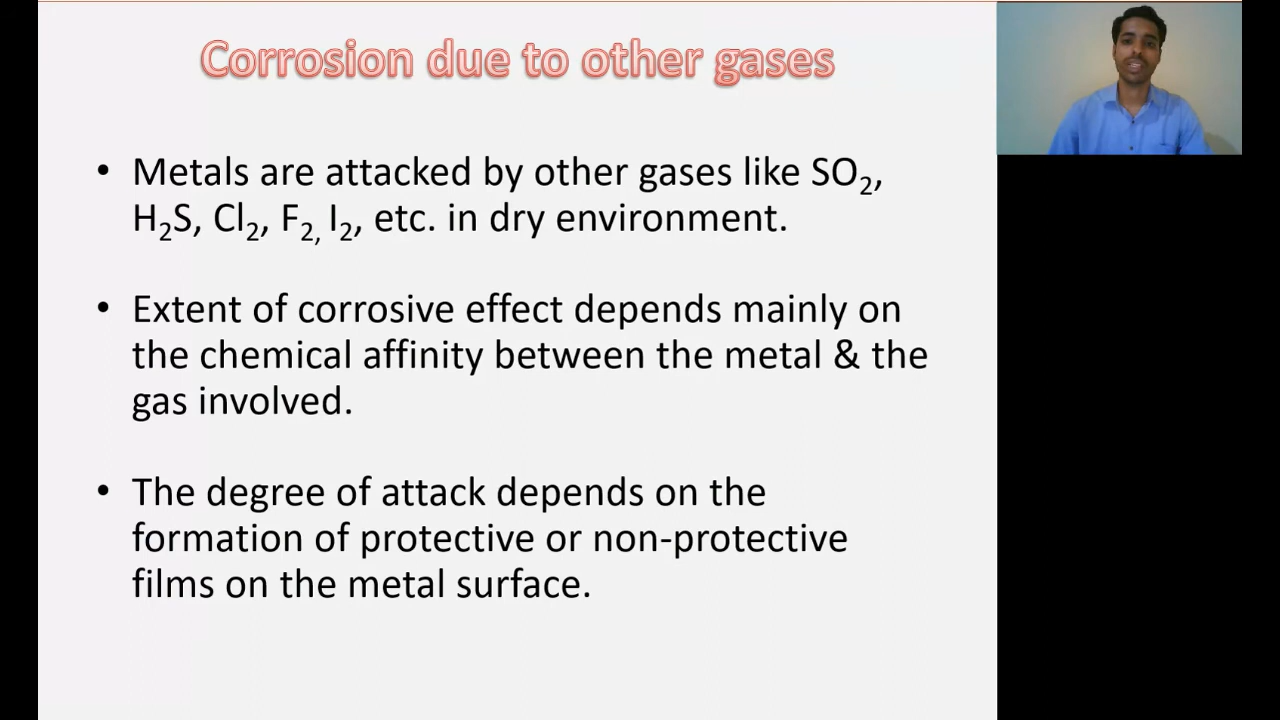 Corrosion due to other gases
• Metals are attacked by other gases like SO₂,
H₂S, Cl₂, F₂, I₂, etc. in dry environment.
• Extent of corrosive effect depends mainly on
the chemical affinity between the metal & the
gas involved.
• The degree of attack depends on the
formation of protective or non-protective
films on the metal surface.